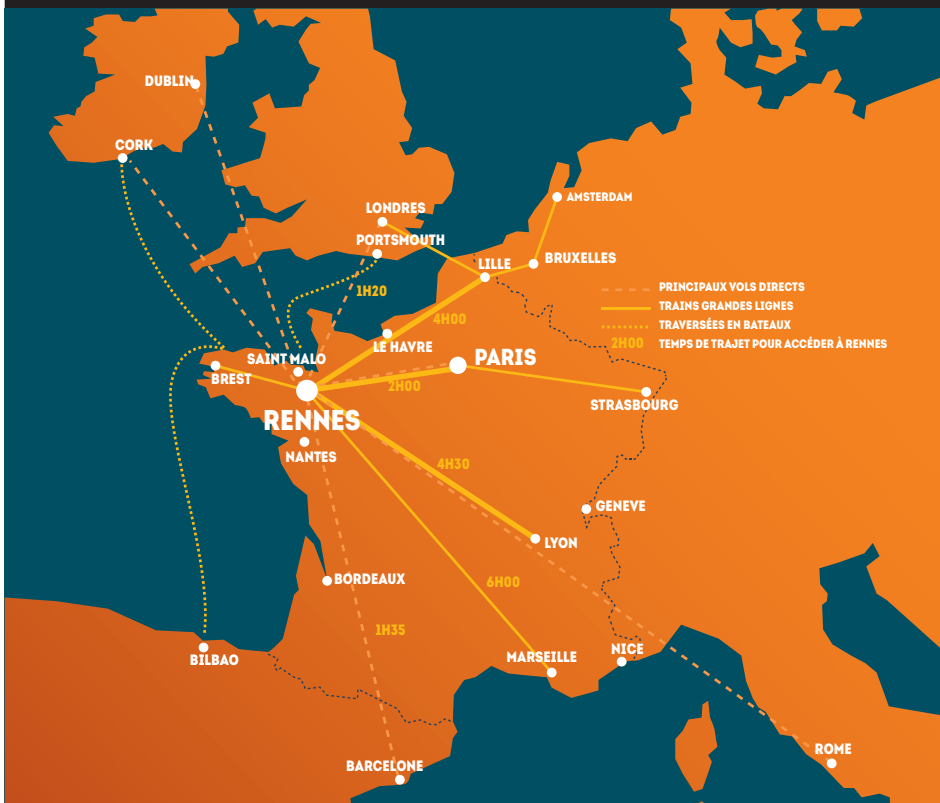 DUBLIN
CORK
AMSTERDAM
LONDRES
PORTSMOUTH
LILLE
BRUXELLES
1H20
PRINCIPAUX VOLS DIRECTS
TRAINS GRANDES LIGNES
TRAVERSÉES EN BATEAUX
2H00 TEMPS DE TRAJET POUR ACCÉDER À RENNES
4H00
LE HAVRE
SAINT MALO
PARIS
BREST
2H00
STRASBOURG
RENNES
NANTES
4H30
GENEVE
LYON
BORDEAUX
6H00
1H35
BILBAO
MARSEILLE
NICE
ROME
BARCELONE